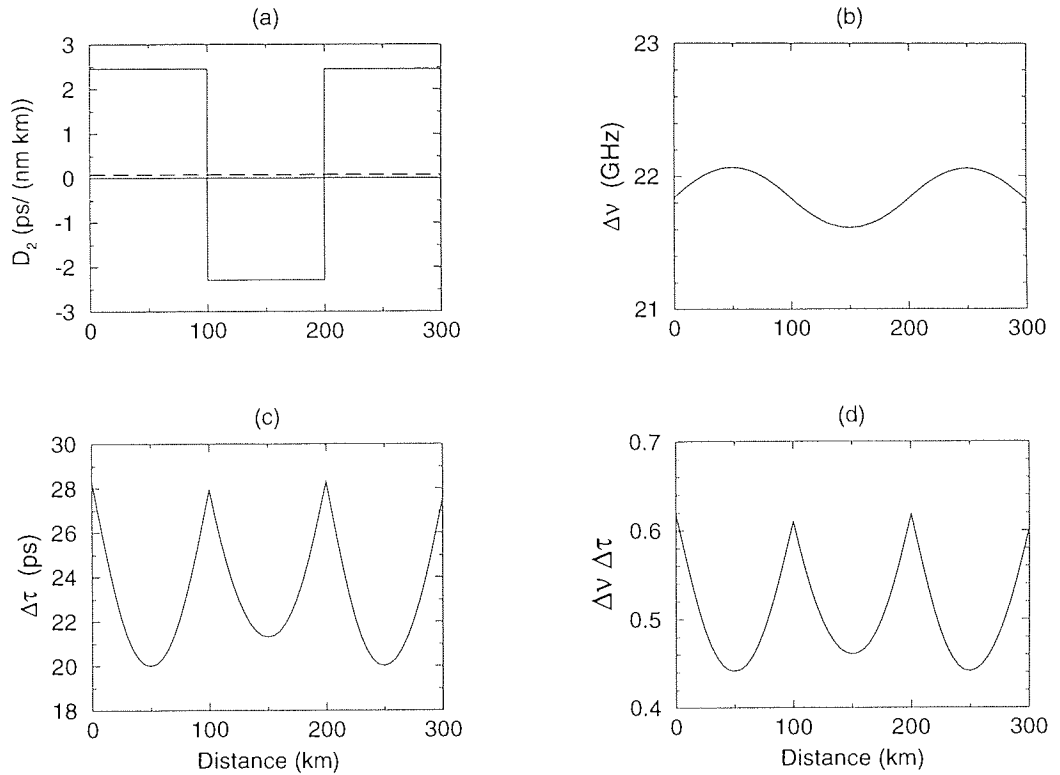 (a)
3
2
1
0
-1
-2
-3
D₂ (ps/ (nm km))
0 100 200 300
(b)
23
22
21
Δν (GHz)
0 100 200 300
(c)
30
28
26
24
22
20
18
Δτ (ps)
0 100 200 300
Distance (km)
(d)
0.7
0.6
0.5
0.4
Δν Δτ
0 100 200 300
Distance (km)